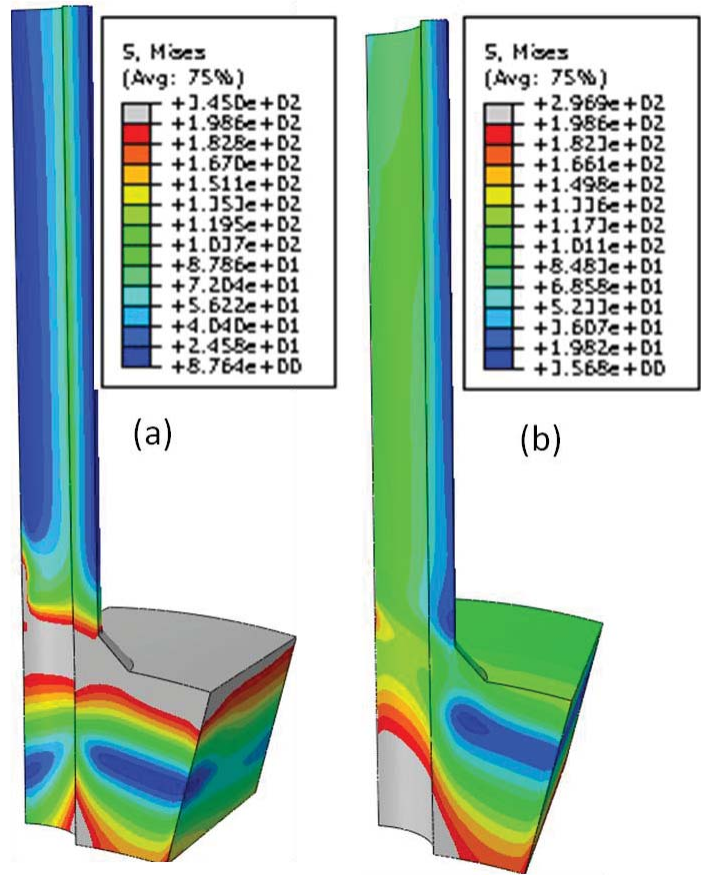 S, Mises
(Avg: 75%)
+3.450e+02
+1.986e+02
+1.828e+02
+1.670e+02
+1.511e+02
+1.353e+02
+1.195e+02
+1.037e+02
+8.786e+01
+7.204e+01
+5.622e+01
+4.040e+01
+2.458e+01
+8.764e+00
(a)
S, Mises
(Avg: 75%)
+2.969e+02
+1.986e+02
+1.823e+02
+1.661e+02
+1.498e+02
+1.336e+02
+1.173e+02
+1.011e+02
+8.483e+01
+6.858e+01
+5.233e+01
+3.607e+01
+1.982e+01
+3.568e+00
(b)